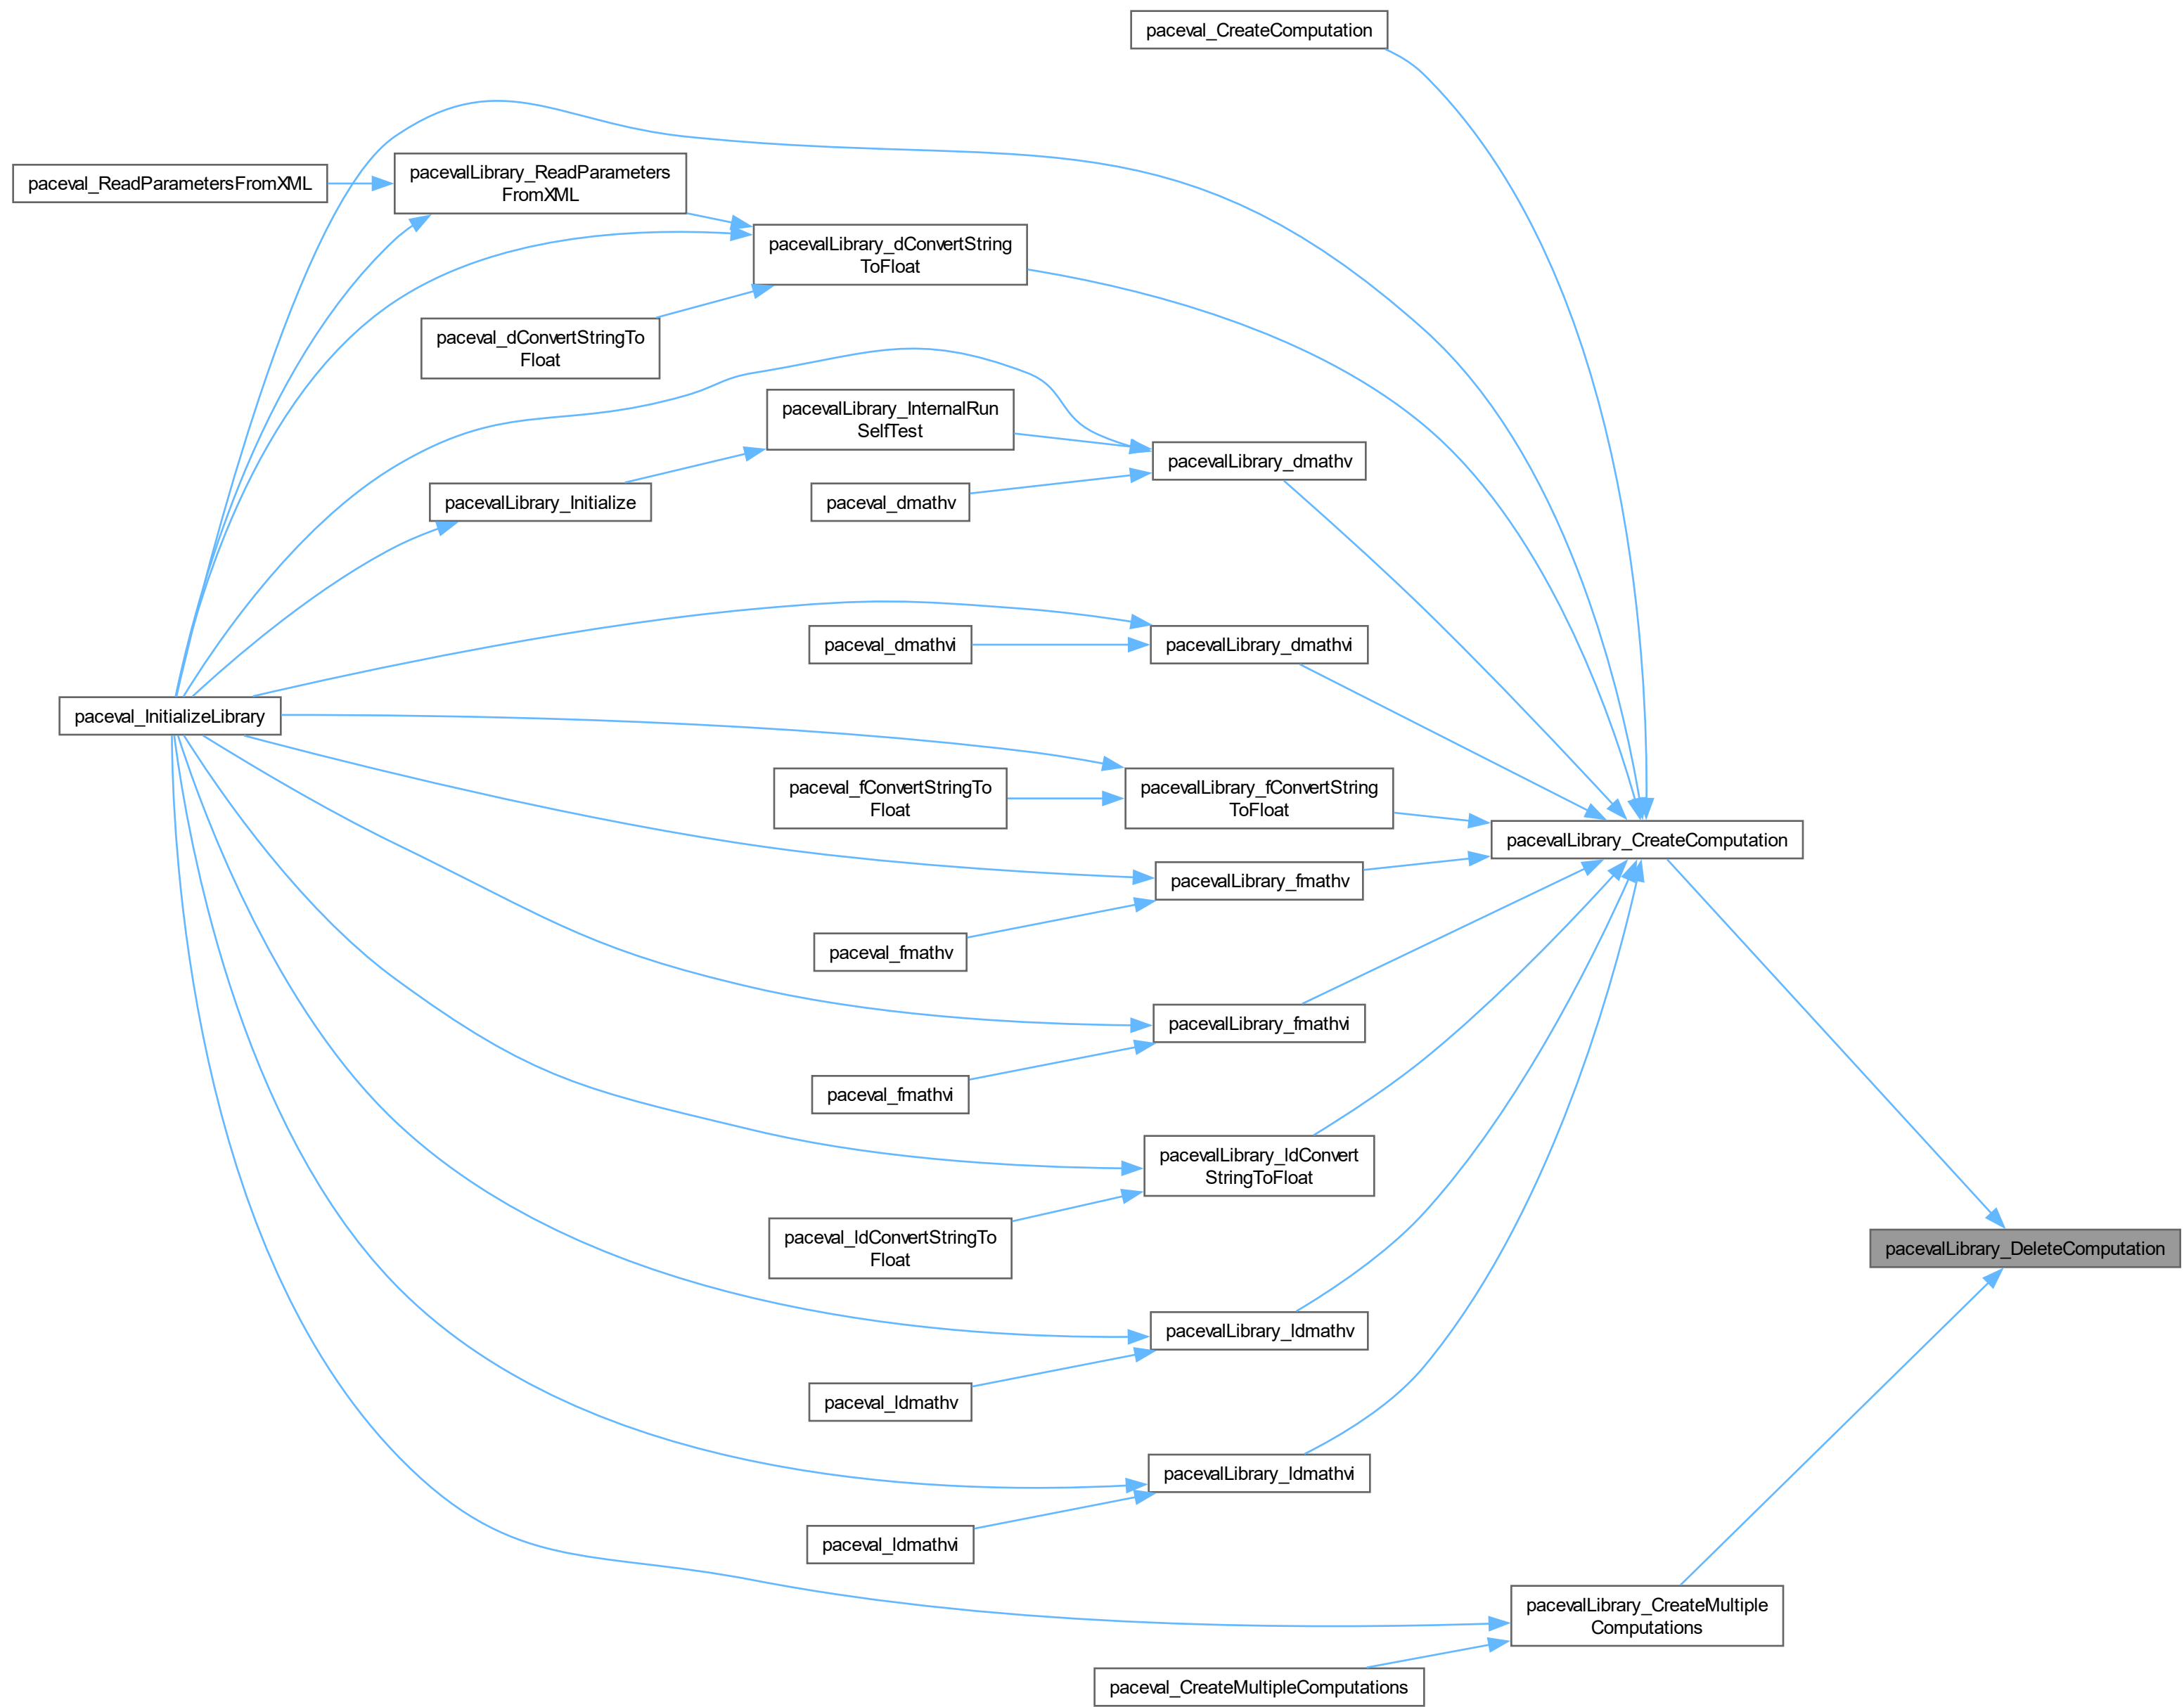 paceval_CreateComputation
paceval_ReadParametersFromXML
pacevalLibrary_ReadParameters
FromXML
pacevalLibrary_dConvertString
ToFloat
paceval_dConvertStringTo
Float
pacevalLibrary_InternalRun
SelfTest
pacevalLibrary_dmathv
pacevalLibrary_Initialize
paceval_dmathv
paceval_dmathvi
pacevalLibrary_dmathvi
paceval_InitializeLibrary
paceval_fConvertStringTo
Float
pacevalLibrary_fConvertString
ToFloat
pacevalLibrary_CreateComputation
pacevalLibrary_fmathv
paceval_fmathv
pacevalLibrary_fmathvi
paceval_fmathvi
pacevalLibrary_ldConvert
StringToFloat
paceval_ldConvertStringTo
Float
pacevalLibrary_DeleteComputation
pacevalLibrary_ldmathv
paceval_ldmathv
pacevalLibrary_ldmathvi
paceval_ldmathvi
pacevalLibrary_CreateMultiple
Computations
paceval_CreateMultipleComputations